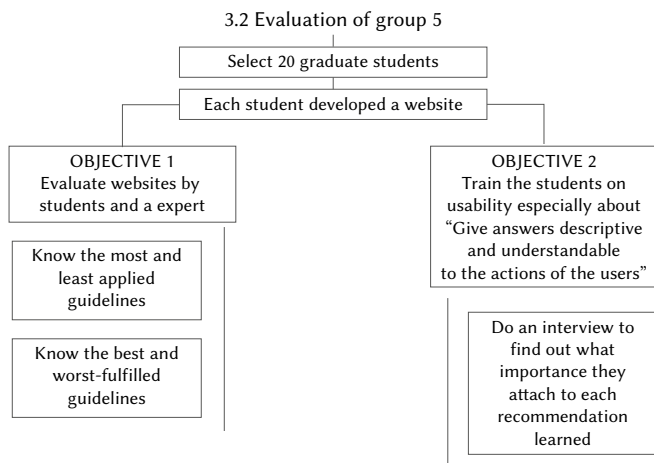 3.2 Evaluation of group 5
Select 20 graduate students
Each student developed a website
OBJECTIVE 1
Evaluate websites by
students and a expert
Know the most and
least applied
guidelines
Know the best and
worst-fulfilled
guidelines
OBJECTIVE 2
Train the students on
usability especially about
“Give answers descriptive
and understandable
to the actions of the users”
Do an interview to
find out what
importance they
attach to each
recommendation
learned